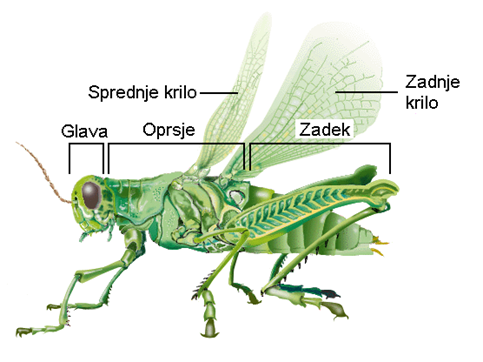 Sprednje krilo
Zadnje
krilo
Glava
Oprsje
Zadek